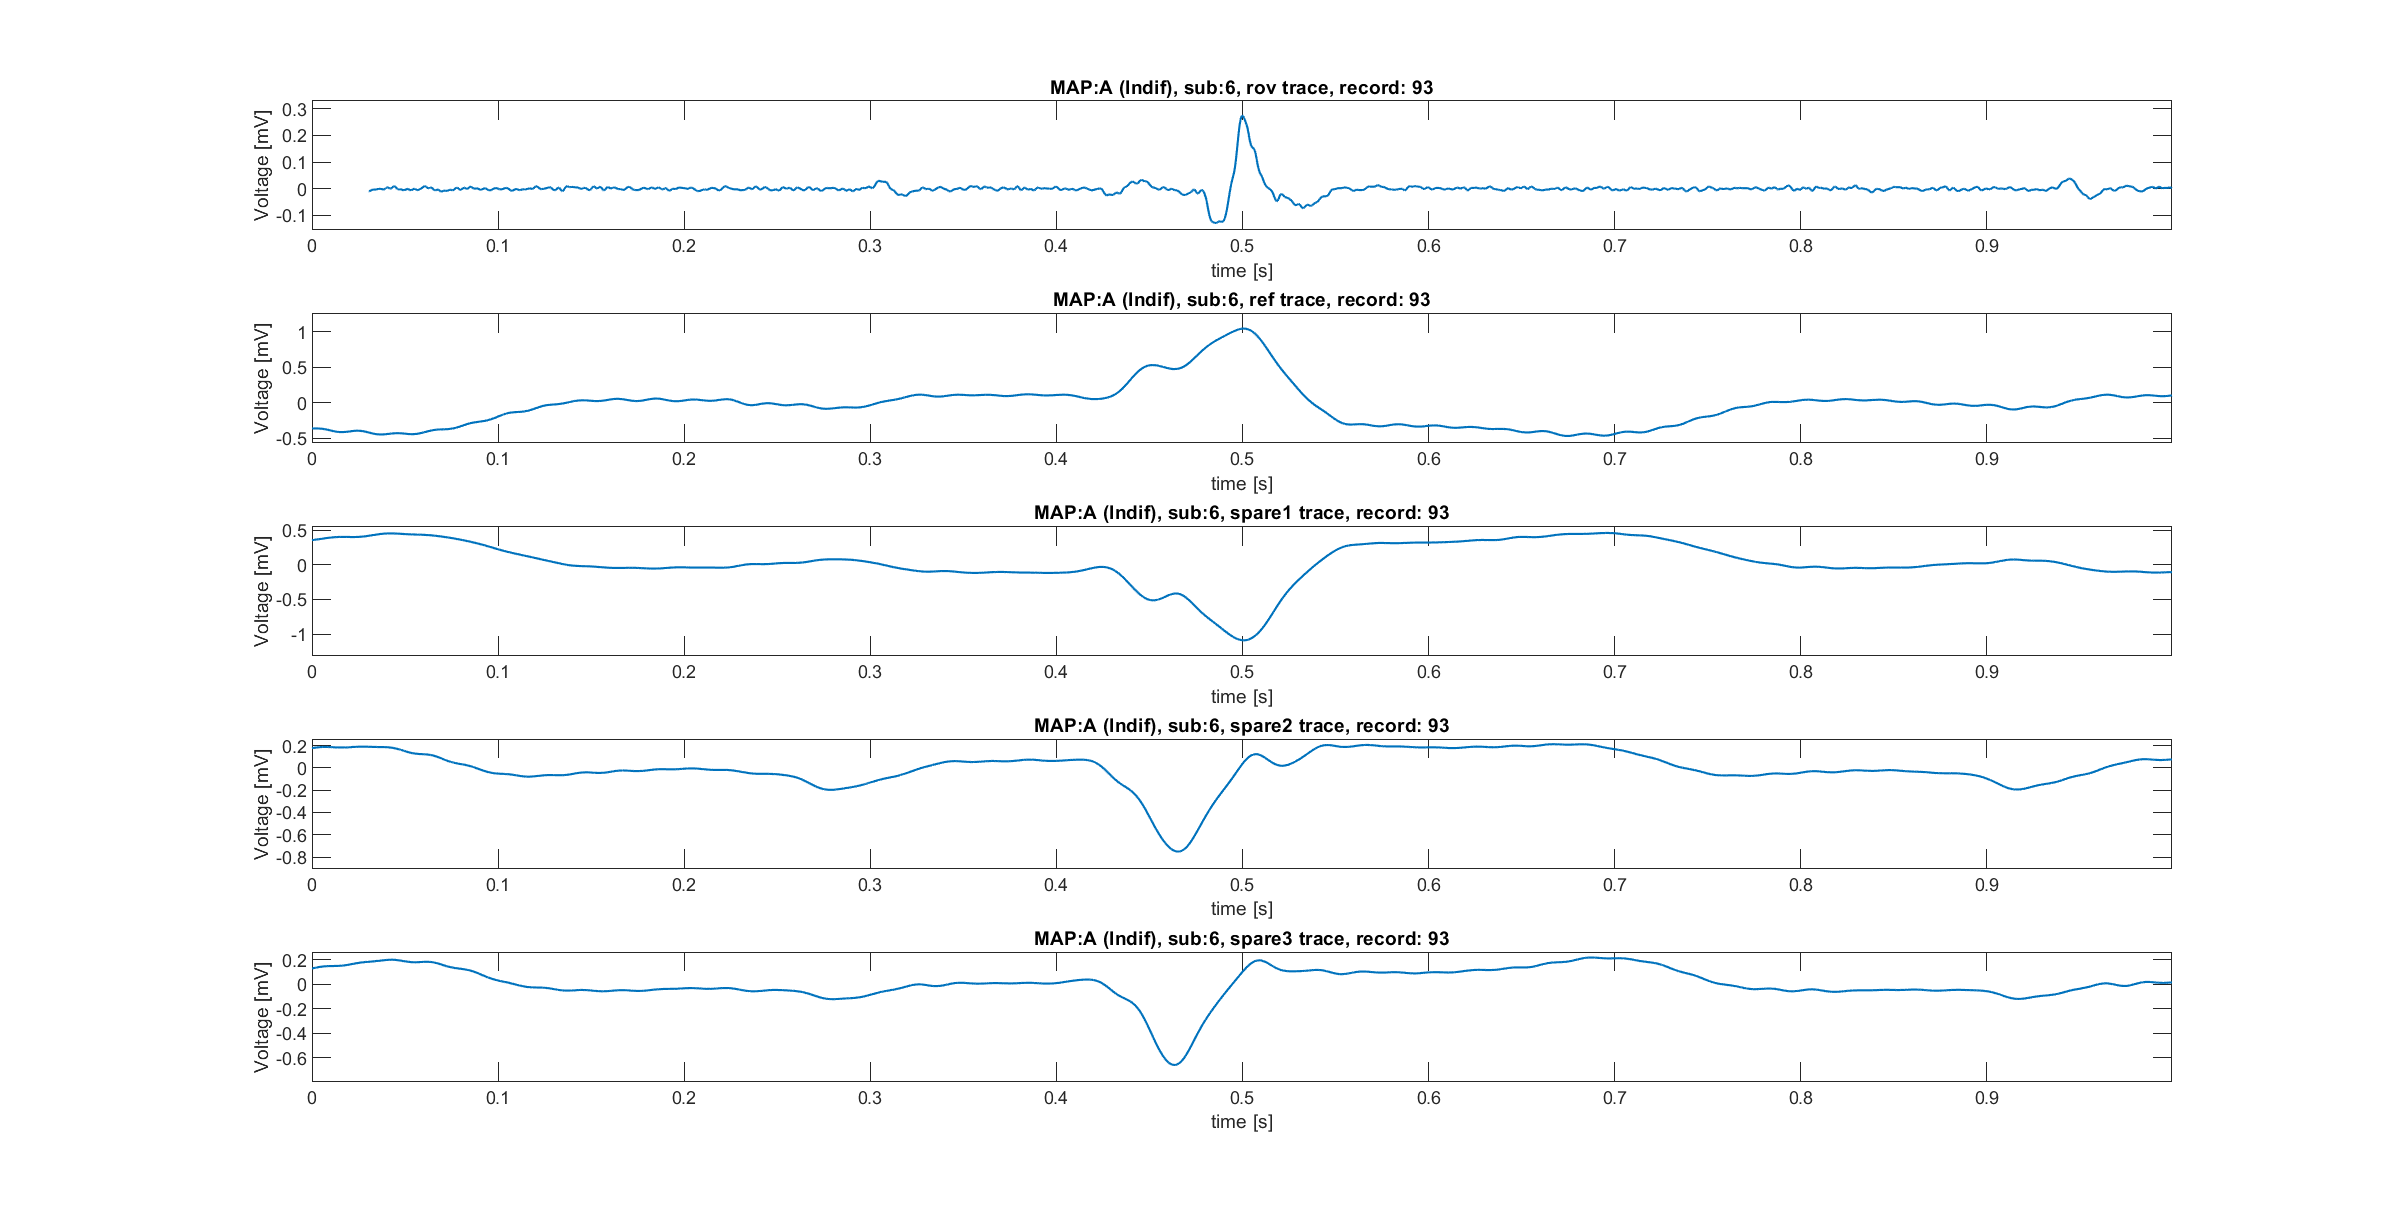 MAP:A (Indif), sub:6, rov trace, record: 93
Voltage [mV]
0.3
0.2
0.1
0
-0.1
0 0.1 0.2 0.3 0.4 0.5 0.6 0.7 0.8 0.9
time [s]
MAP:A (Indif), sub:6, ref trace, record: 93
Voltage [mV]
1
0.5
0
-0.5
0 0.1 0.2 0.3 0.4 0.5 0.6 0.7 0.8 0.9
time [s]
MAP:A (Indif), sub:6, spare1 trace, record: 93
Voltage [mV]
0.5
0
-0.5
-1
0 0.1 0.2 0.3 0.4 0.5 0.6 0.7 0.8 0.9
time [s]
MAP:A (Indif), sub:6, spare2 trace, record: 93
Voltage [mV]
0.2
0
-0.2
-0.4
-0.6
-0.8
0 0.1 0.2 0.3 0.4 0.5 0.6 0.7 0.8 0.9
time [s]
MAP:A (Indif), sub:6, spare3 trace, record: 93
Voltage [mV]
0.2
0
-0.2
-0.4
-0.6
0 0.1 0.2 0.3 0.4 0.5 0.6 0.7 0.8 0.9
time [s]